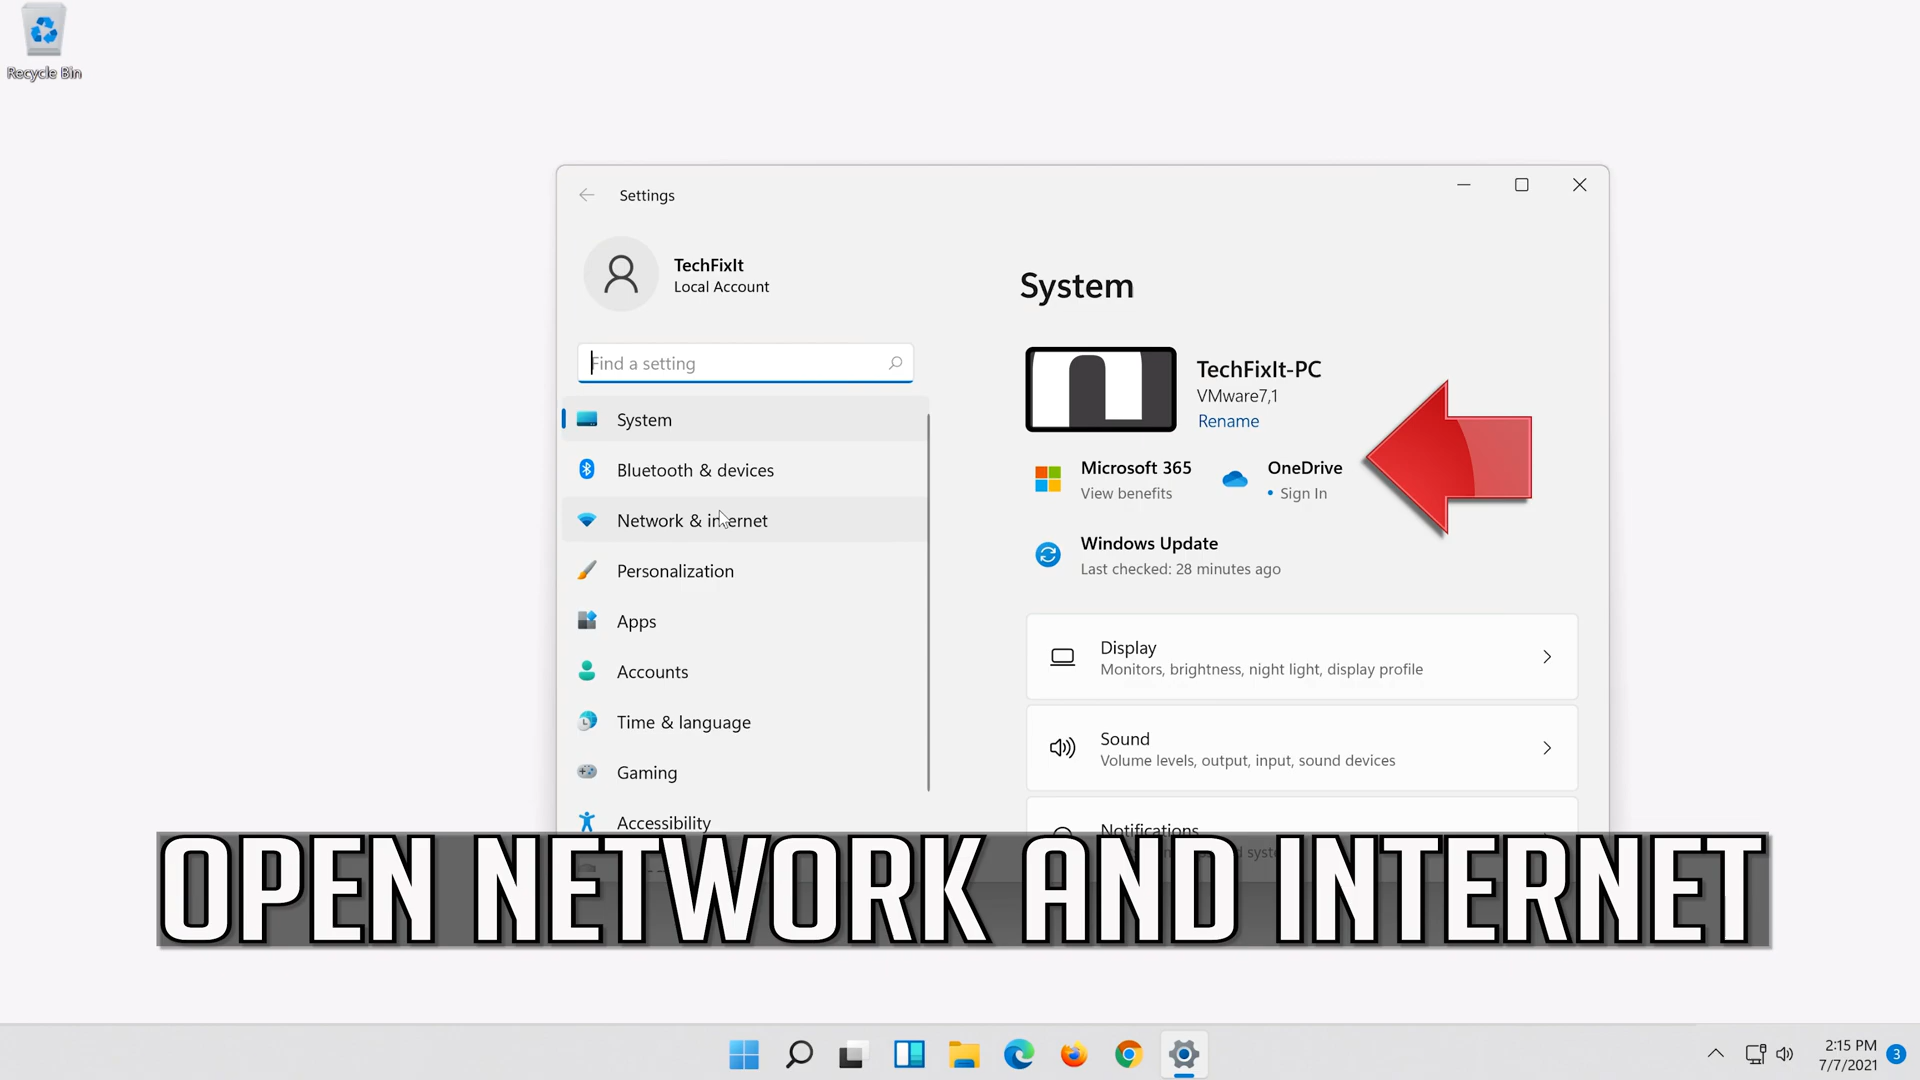 Recycle Bin
Settings
TechFixIt
Local Account
Find a setting
System
Bluetooth & devices
Network & internet
Personalization
Apps
Accounts
Time & language
Gaming
Accessibility
System
TechFixIt-PC
VMware7,1
Rename
Microsoft 365
View benefits
OneDrive
• Sign In
Windows Update
Last checked: 28 minutes ago
Display
Monitors, brightness, night light, display profile
Sound
Volume levels, output, input, sound devices
Notifications
OPEN NETWORK AND INTERNET
2:15 PM
7/7/2021
3